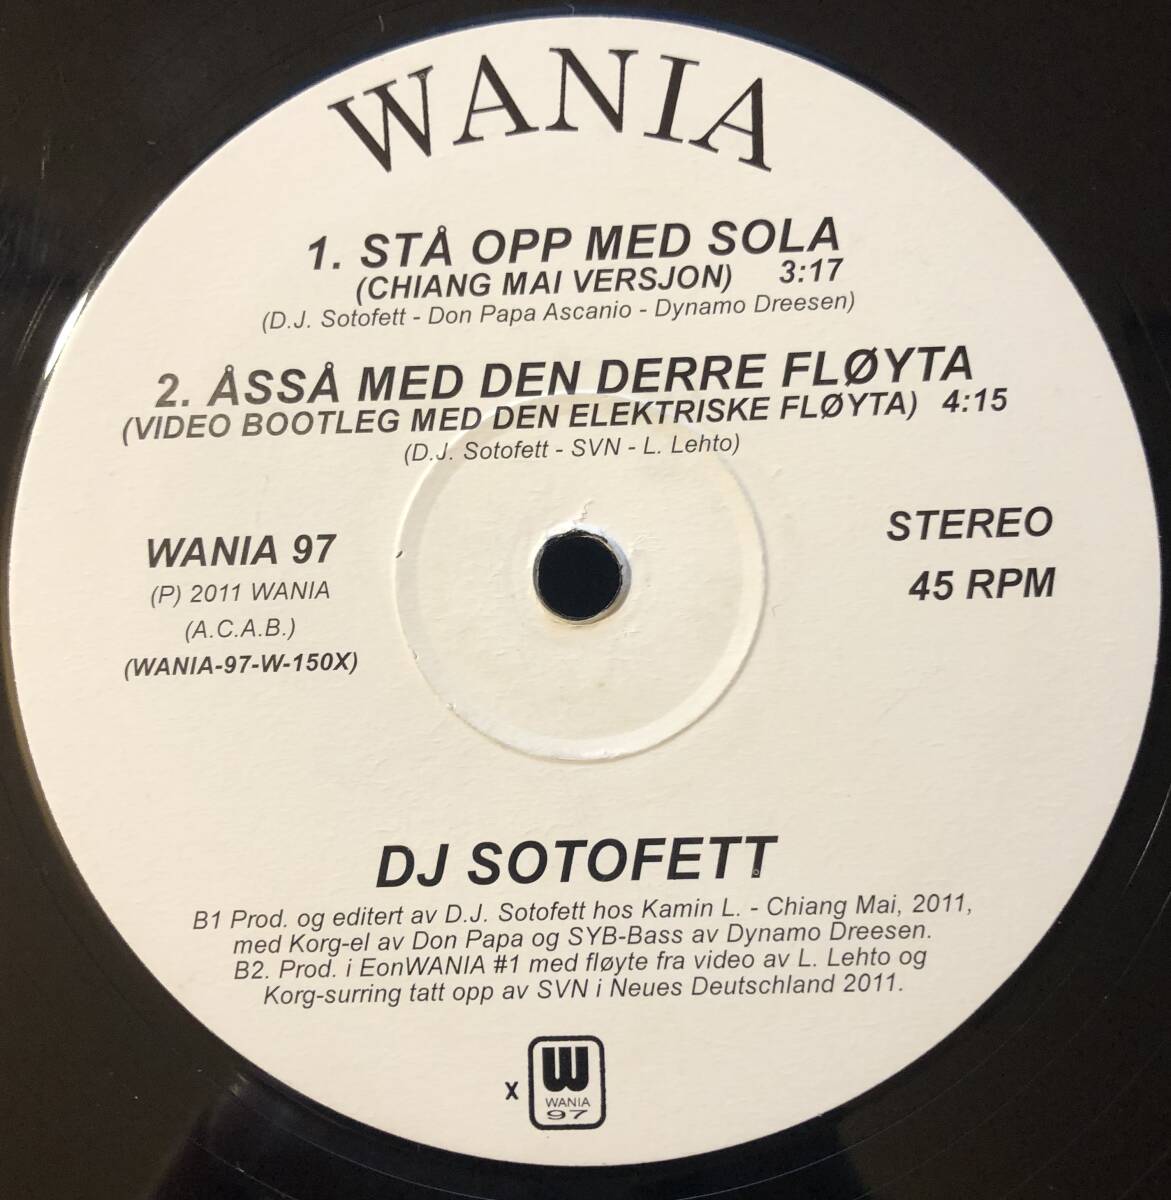 WANIA
1. STÅ OPP MED SOLA
(CHIANG MAI VERSJON) 3:17
(D.J. Sotofett - Don Papa Ascanio - Dynamo Dreesen)
2. ÅSSÅ MED DEN DERRE FLØYTA
(VIDEO BOOTLEG MED DEN ELEKTRISKE FLØYTA) 4:15
(D.J. Sotofett - SVN - L. Lehto)
WANIA 97
(P) 2011 WANIA
(A.C.A.B.)
(WANIA-97-W-150X)
STEREO
45 RPM
DJ SOTOFETT
B1 Prod. og editert av D.J. Sotofett hos Kamin L. - Chiang Mai, 2011,
med Korg-el av Don Papa og SYB-Bass av Dynamo Dreesen.
B2. Prod. i EonWANIA #1 med fløyte fra video av L. Lehto og
Korg-surring tatt opp av SVN i Neues Deutschland 2011.
X
W
WANIA
97